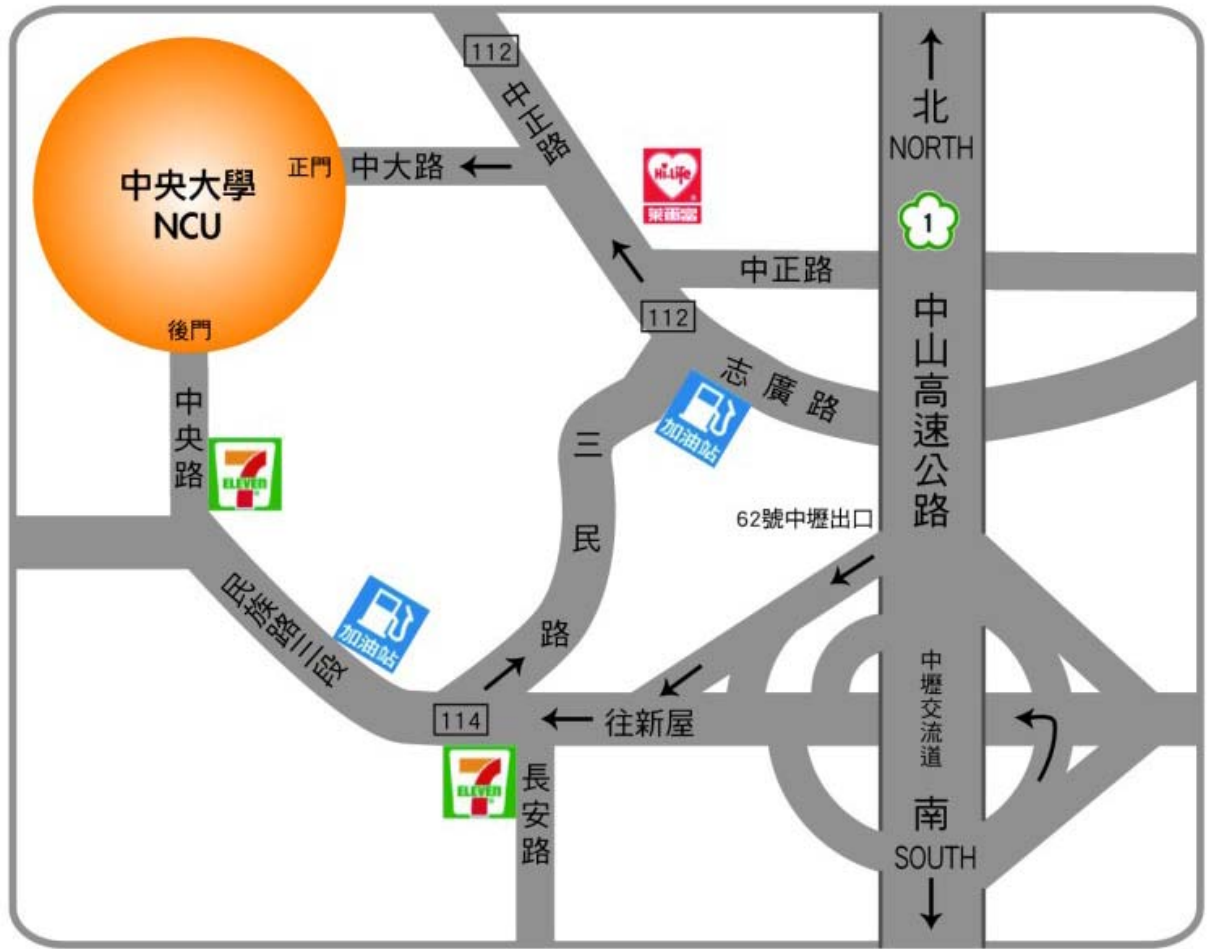 112
中正路
北
NORTH
正門
中大路
中央大學
NCU
Hi-Life
萊爾富
1
中正路
112
後門
志廣路
中山高速公路
中央路
加油站
三民路
7
ELEVEN
62號中壢出口
民族路三段
加油站
中壢交流道
114
往新屋
7
ELEVEN
長安路
南
SOUTH